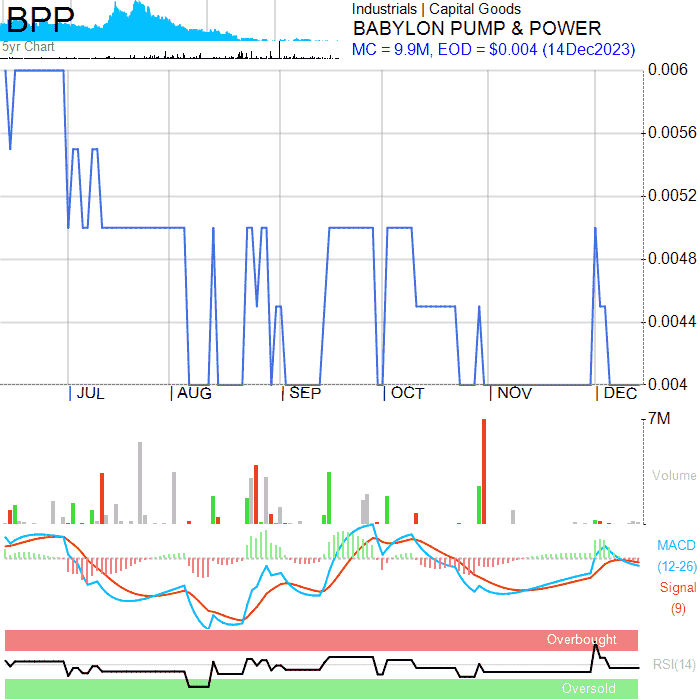 BPP
5yr Chart
Industrials | Capital Goods
BABYLON PUMP & POWER
MC = 9.9M, EOD = $0.004 (14Dec2023)
0.006
0.0056
0.0052
0.0048
0.0044
0.004
JUL AUG SEP OCT NOV DEC
7M
Volume
MACD
(12-26)
Signal
(9)
Overbought
RSI(14)
Oversold